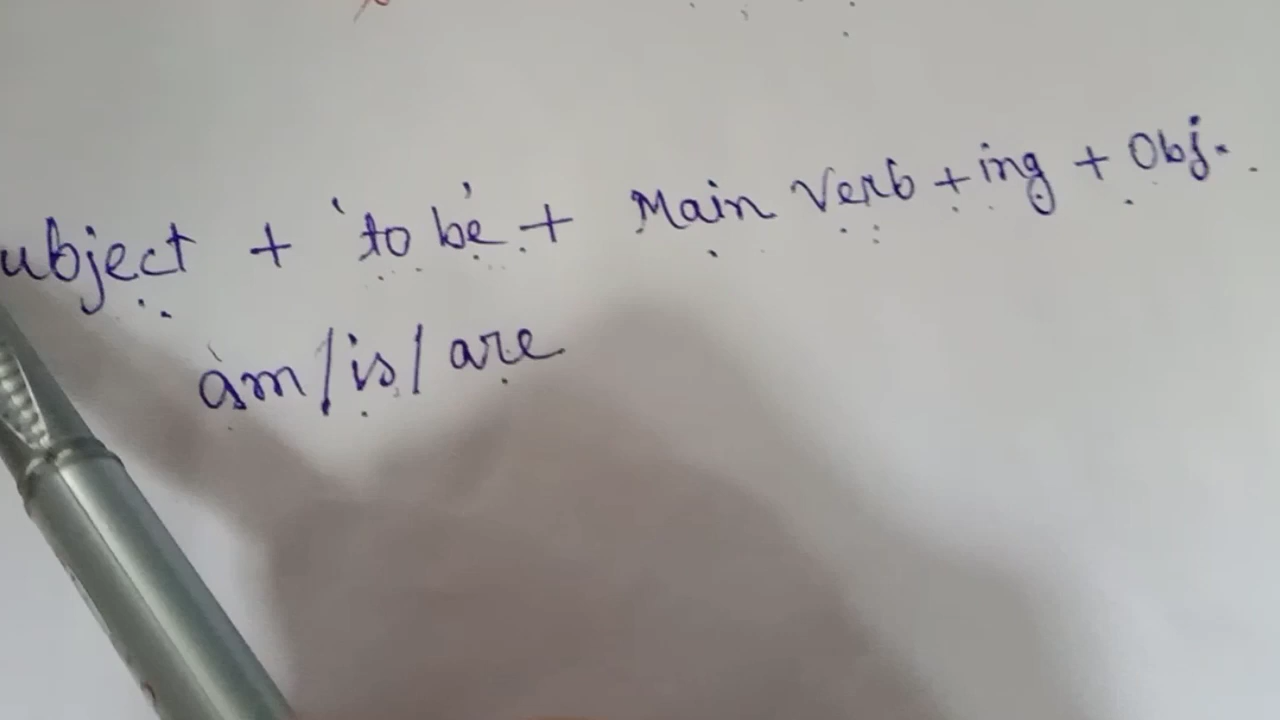 ubject + 'to be' + Main Verb + ing + Obj.
am/is/are